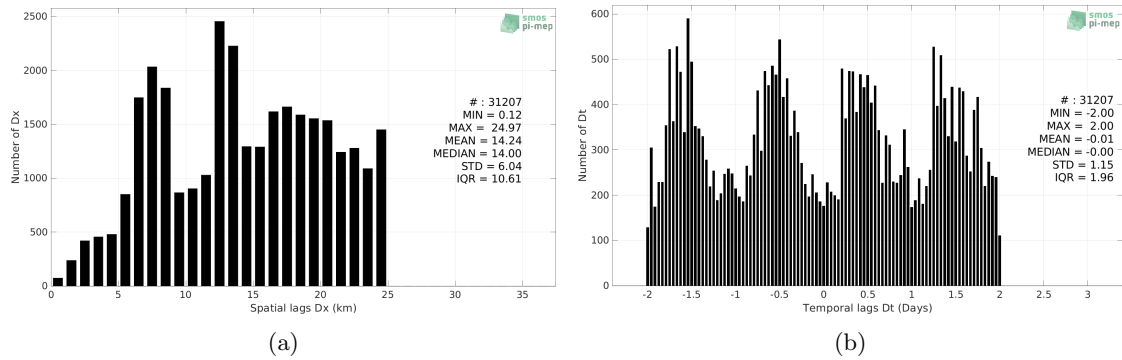 2500
2000
1500
1000
500
0
Number of Dx
0 5 10 15 20 25 30 35
Spatial lags Dx (km)
smos
pi-mep
# : 31207
MIN = 0.12
MAX = 24.97
MEAN = 14.24
MEDIAN = 14.00
STD = 6.04
IQR = 10.61
(a)
600
500
400
300
200
100
0
Number of Dt
-2 -1.5 -1 -0.5 0 0.5 1 1.5 2 2.5 3
Temporal lags Dt (Days)
smos
pi-mep
# : 31207
MIN = -2.00
MAX = 2.00
MEAN = -0.01
MEDIAN = -0.00
STD = 1.15
IQR = 1.96
(b)